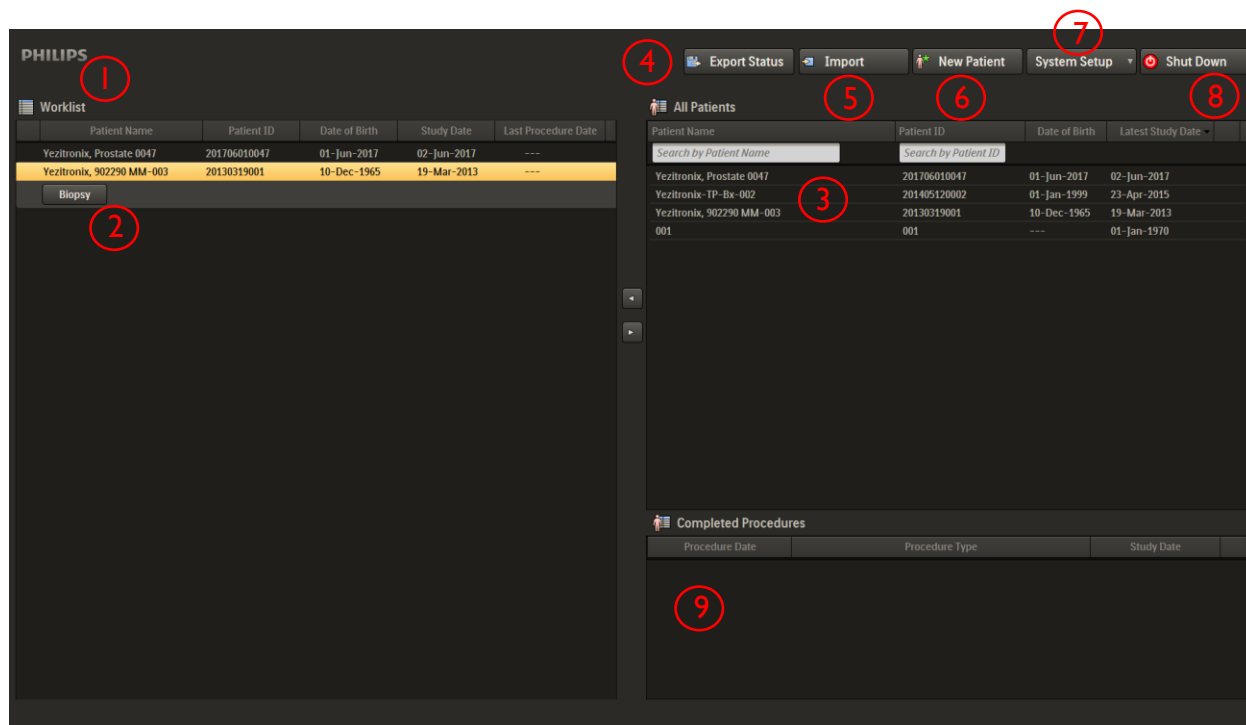 7
PHILIPS
1
4
Export Status
Import
New Patient
System Setup
Shut Down
5
6
8
Worklist
Patient Name Patient ID Date of Birth Study Date Last Procedure Date
Yezitronix, Prostate 0047 201706010047 01-Jun-2017 02-Jun-2017 ---
Yezitronix, 902290 MM-003 20130319001 10-Dec-1965 19-Mar-2013 ---
Biopsy
2
All Patients
Patient Name Patient ID Date of Birth Latest Study Date
Search by Patient Name Search by Patient ID
Yezitronix, Prostate 0047 201706010047 01-Jun-2017 02-Jun-2017
Yezitronix-TP-Bx-002 201405120002 01-Jan-1999 23-Apr-2015
Yezitronix, 902290 MM-003 20130319001 10-Dec-1965 19-Mar-2013
001 001 --- 01-Jan-1970
3
Completed Procedures
Procedure Date Procedure Type Study Date
9